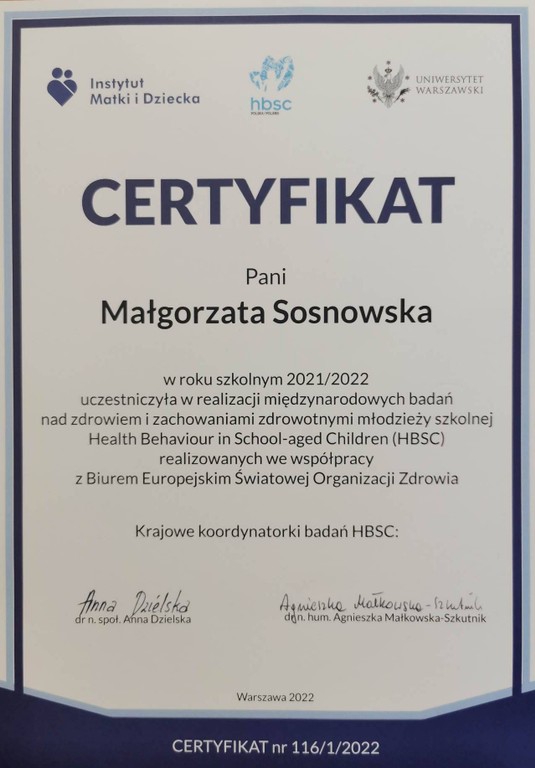 Instytut
Matki i Dziecka
hbsc
UNIWERSYTET
WARSZAWSKI
CERTYFIKAT
Pani
Małgorzata Sosnowska
w roku szkolnym 2021/2022
uczestniczyła w realizacji międzynarodowych badań
nad zdrowiem i zachowaniami zdrowotnymi młodzieży szkolnej
Health Behaviour in School-aged Children (HBSC)
realizowanych we współpracy
z Biurem Europejskim Światowej Organizacji Zdrowia
Krajowe koordynatorki badań HBSC:
Anna Dzielska
Agnieszka Małkowska-Szkutnik
dr n. społ. Anna Dzielska
dr n. hum. Agnieszka Małkowska-Szkutnik
Warszawa 2022
CERTYFIKAT nr 116/1/2022